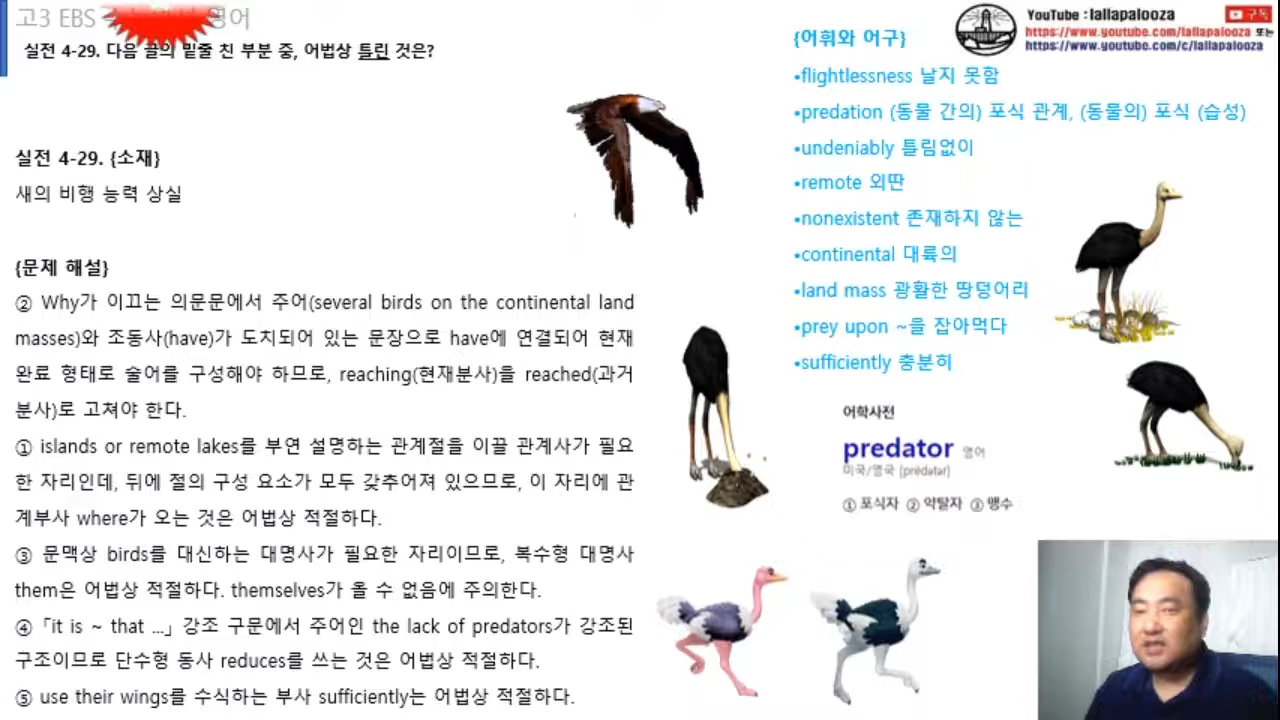 고3 EBS 영어
실전 4-29. 다음 글의 밑줄 친 부분 중, 어법상 틀린 것은?
실전 4-29. {소재}
새의 비행 능력 상실
{문제 해설}
② Why가 이끄는 의문문에서 주어(several birds on the continental land
masses)와 조동사(have)가 도치되어 있는 문장으로 have에 연결되어 현재
완료 형태로 술어를 구성해야 하므로, reaching(현재분사)을 reached(과거
분사)로 고쳐야 한다.
① islands or remote lakes를 부연 설명하는 관계절을 이끌 관계사가 필요
한 자리인데, 뒤에 절의 구성 요소가 모두 갖추어져 있으므로, 이 자리에 관
계부사 where가 오는 것은 어법상 적절하다.
③ 문맥상 birds를 대신하는 대명사가 필요한 자리이므로, 복수형 대명사
them은 어법상 적절하다. themselves가 올 수 없음에 주의한다.
④ 「it is ~ that ...」 강조 구문에서 주어인 the lack of predators가 강조된
구조이므로 단수형 동사 reduces를 쓰는 것은 어법상 적절하다.
⑤ use their wings를 수식하는 부사 sufficiently는 어법상 적절하다.
{어휘와 어구}
•flightlessness 날지 못함
•predation (동물 간의) 포식 관계, (동물의) 포식 (습성)
•undeniably 틀림없이
•remote 외딴
•nonexistent 존재하지 않는
•continental 대륙의
•land mass 광활한 땅덩어리
•prey upon ~을 잡아먹다
•sufficiently 충분히
어학사전
predator 영어
미국/영국 [prédətər]
① 포식자 ② 약탈자 ③ 맹수
YouTube : lallapalooza 구독
https://www.youtube.com/lallapalooza 또는
https://www.youtube.com/c/lallapalooza